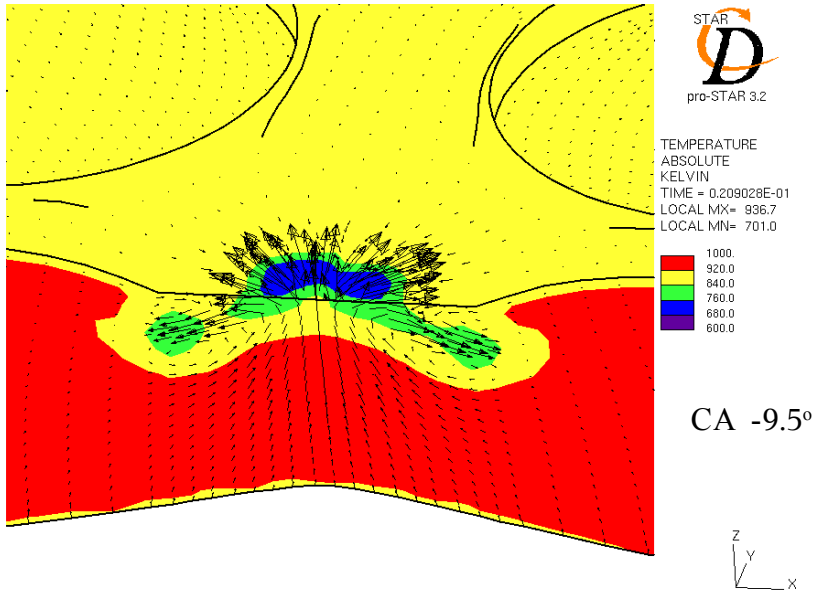 STAR
D
pro-STAR 3.2
TEMPERATURE
ABSOLUTE
KELVIN
TIME = 0.209028E-01
LOCAL MX= 936.7
LOCAL MN= 701.0
1000.
920.0
840.0
760.0
680.0
600.0
CA -9.5°
Z
Y
X